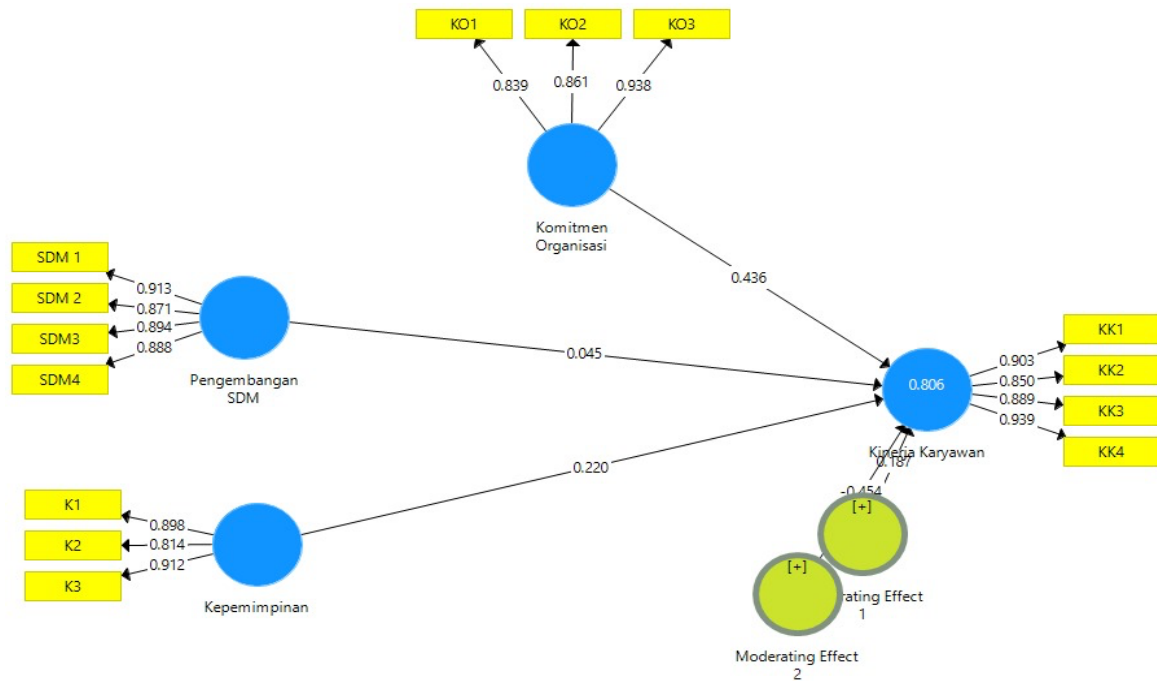 KO1 KO2 KO3
0.839 0.861 0.938
Komitmen
Organisasi
0.436
SDM 1
SDM 2
SDM3
SDM4
0.913
0.871
0.894
0.888
Pengembangan
SDM
0.045
K1
K2
K3
0.898
0.814
0.912
Kepemimpinan
0.220
0.806
Kinerja Karyawan
KK1
KK2
KK3
KK4
0.903
0.850
0.889
0.939
0.187
-0.454
[+]
rating Effect
1
[+]
Moderating Effect
2